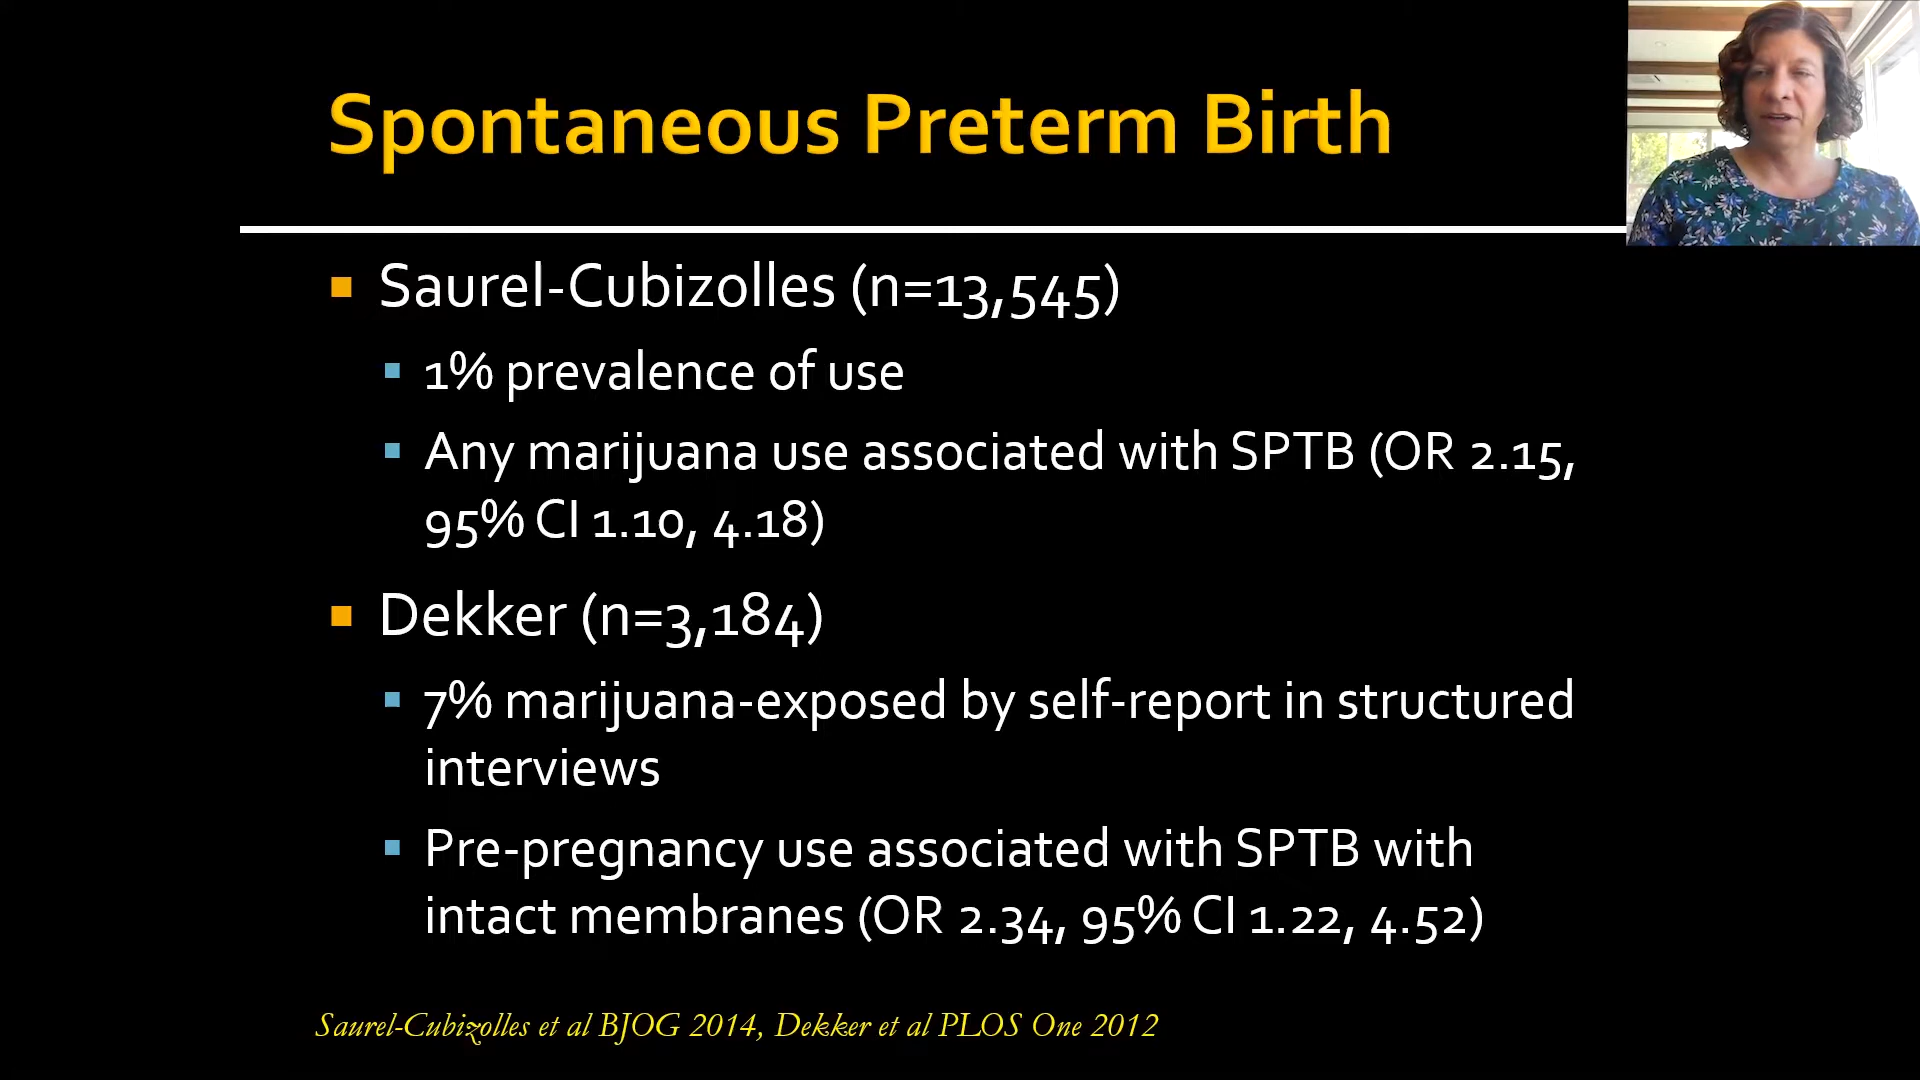 Spontaneous Preterm Birth
Saurel-Cubizolles (n=13,545)
1% prevalence of use
Any marijuana use associated with SPTB (OR 2.15,
95% CI 1.10, 4.18)
Dekker (n=3,184)
7% marijuana-exposed by self-report in structured
interviews
Pre-pregnancy use associated with SPTB with
intact membranes (OR 2.34, 95% CI 1.22, 4.52)
Saurel-Cubizolles et al BJOG 2014, Dekker et al PLOS One 2012